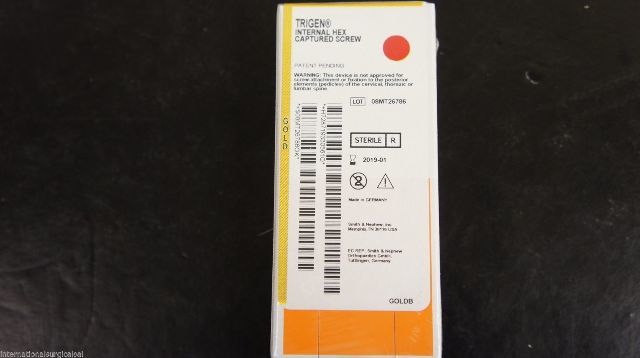 TRIGEN®
INTERNAL HEX
CAPTURED SCREW
PATENT PENDING
WARNING: This device is not approved for
screw attachment or fixation to the posterior
elements (pedicles) of the cervical, thoracic or
lumbar spine.
LOT 08MT26786
GOLD
STERILE R
2019-01
Made in GERMANY
Smith & Nephew, Inc.
Memphis, TN 38116 USA
EC REP: Smith & Nephew
Orthopaedics GmbH,
Tuttlingen, Germany
GOLDB
internationalsurgicalseal